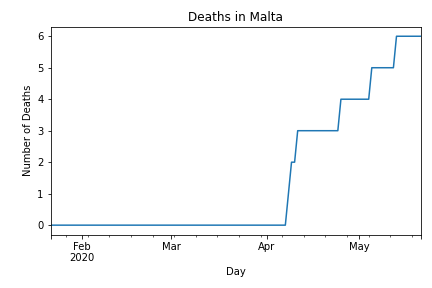 Deaths in Malta
Number of Deaths
6
5
4
3
2
1
0
Feb
2020
Mar
Apr
May
Day